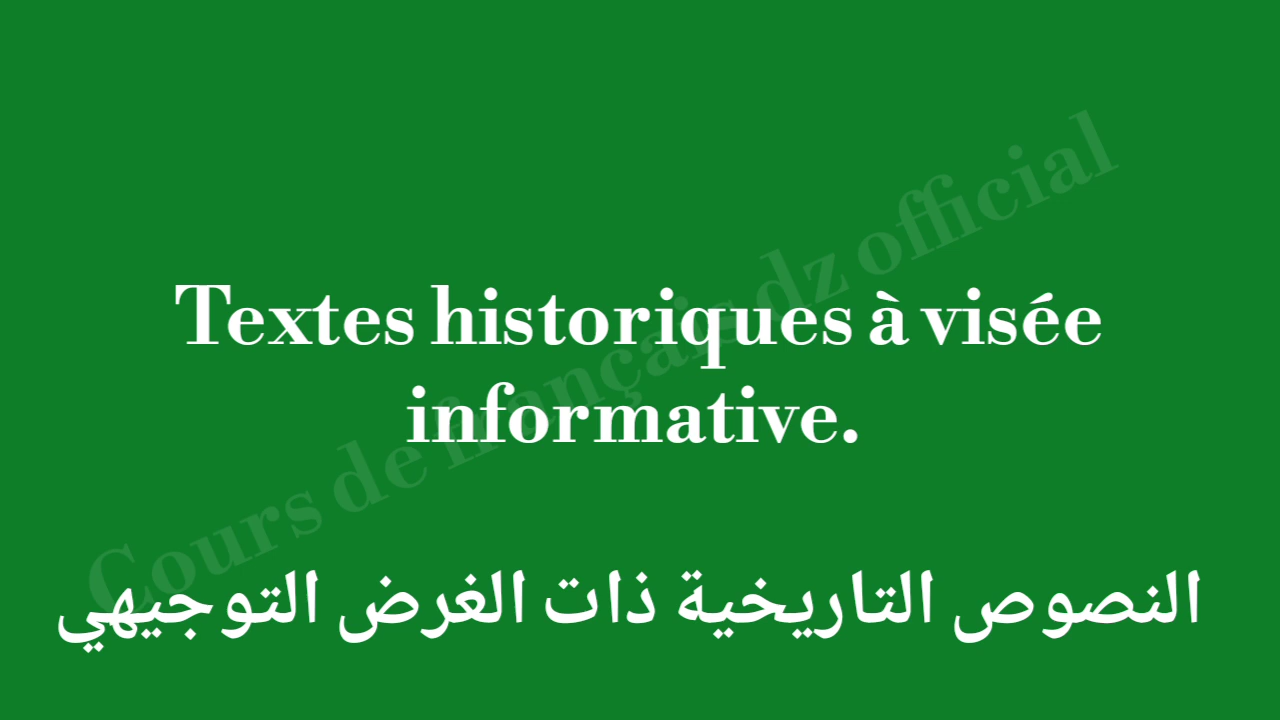 Textes historiques à visée
informative.
Cours de français dz official
النصوص التاريخية ذات الغرض التوجيهي